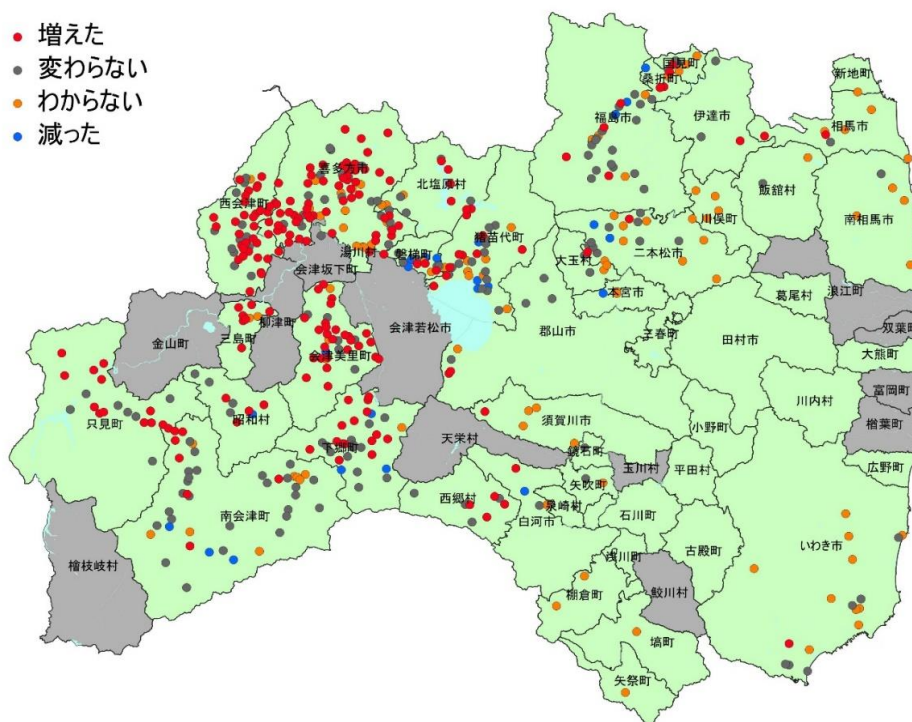 増えた
変わらない
わからない
減った
国見町
桑折町
新地町
福島市
伊達市
相馬市
喜多方市
北塩原村
西会津町
飯舘村
川俣町
南相馬市
猪苗代町
湯川村
磐梯町
大玉村
二本松市
会津坂下町
本宮市
葛尾村
浪江町
会津若松市
双葉町
柳津町
郡山市
三春町
田村市
金山町
三島町
会津美里町
大熊町
富岡町
川内村
只見町
昭和村
須賀川市
小野町
楢葉町
下郷町
天栄村
鏡石町
玉川村
平田村
広野町
矢吹町
西郷村
泉崎村
南会津町
白河市
石川町
いわき市
古殿町
浅川町
檜枝岐村
棚倉町
鮫川村
塙町
矢祭町